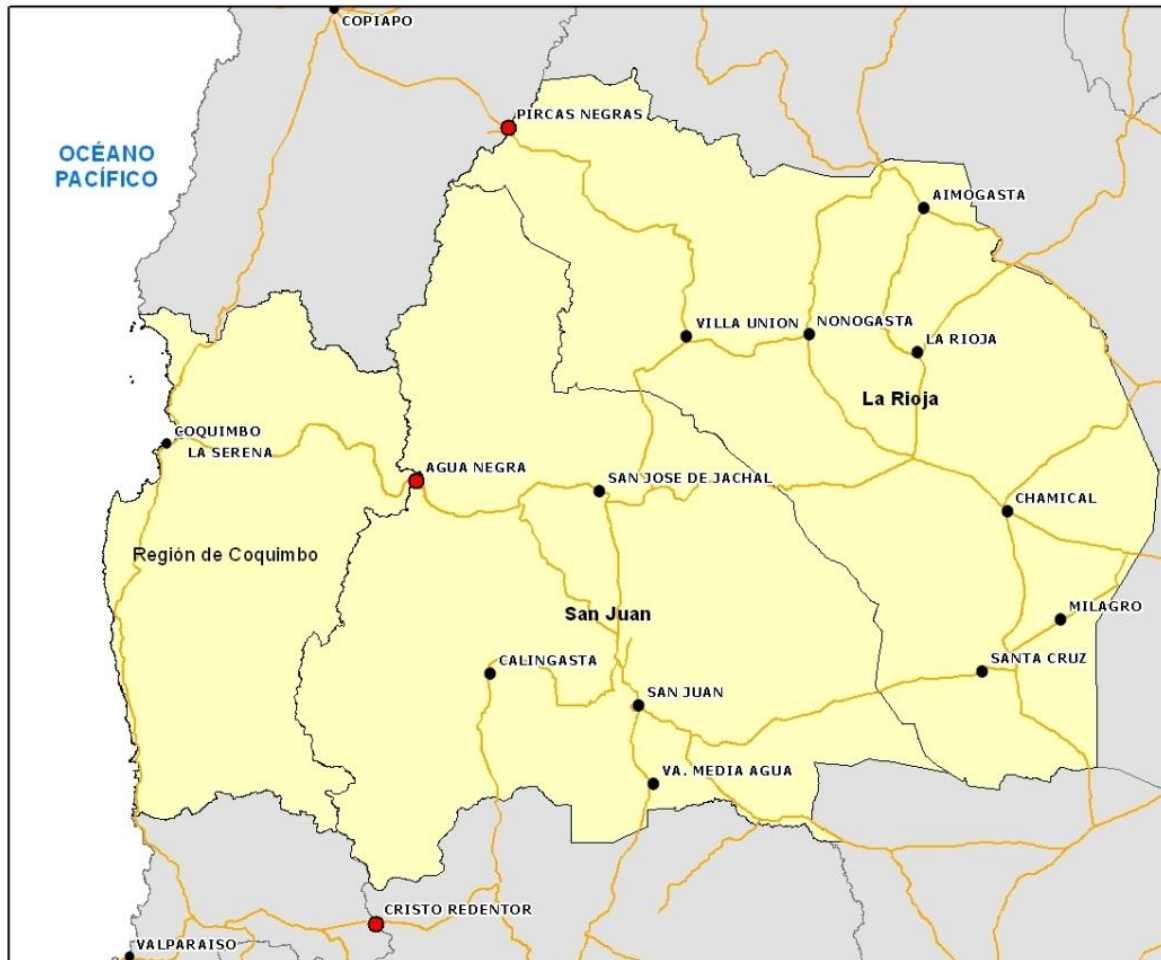 COPIAPO
PIRCAS NEGRAS
OCÉANO
PACÍFICO
AIMOGASTA
VILLA UNION
NONOGASTA
LA RIOJA
La Rioja
COQUIMBO
LA SERENA
AGUA NEGRA
SAN JOSE DE JACHAL
CHAMICAL
Región de Coquimbo
San Juan
MILAGRO
CALINGASTA
SANTA CRUZ
SAN JUAN
VA. MEDIA AGUA
CRISTO REDENTOR
VALPARAISO